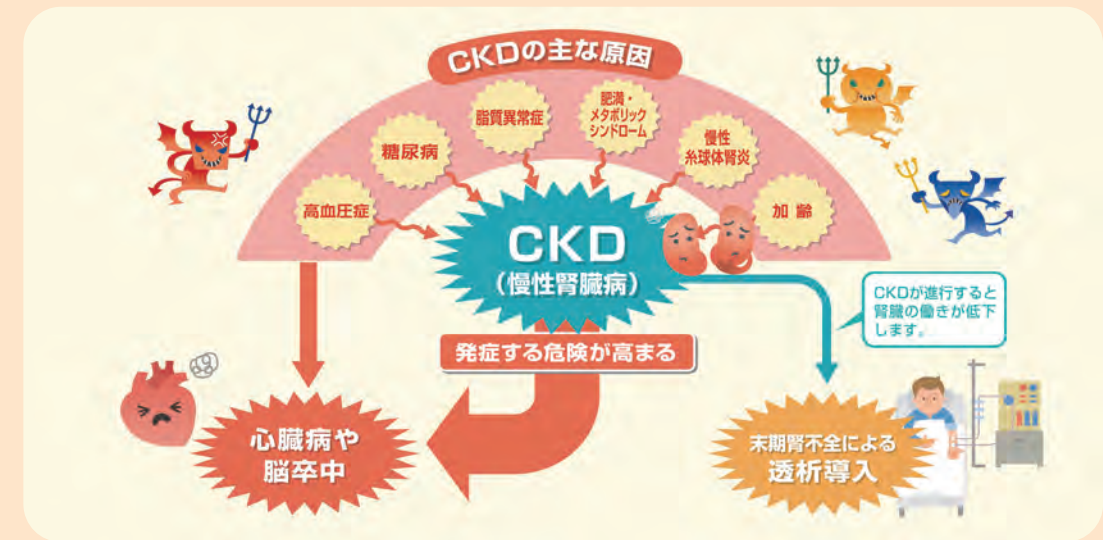 CKDの主な原因
高血圧症
糖尿病
脂質異常症
肥満・
メタボリック
シンドローム
慢性
糸球体腎炎
加 齢
CKD
（慢性腎臓病）
発症する危険が高まる
CKDが進行すると
腎臓の働きが低下
します。
心臓病や
脳卒中
末期腎不全による
透析導入